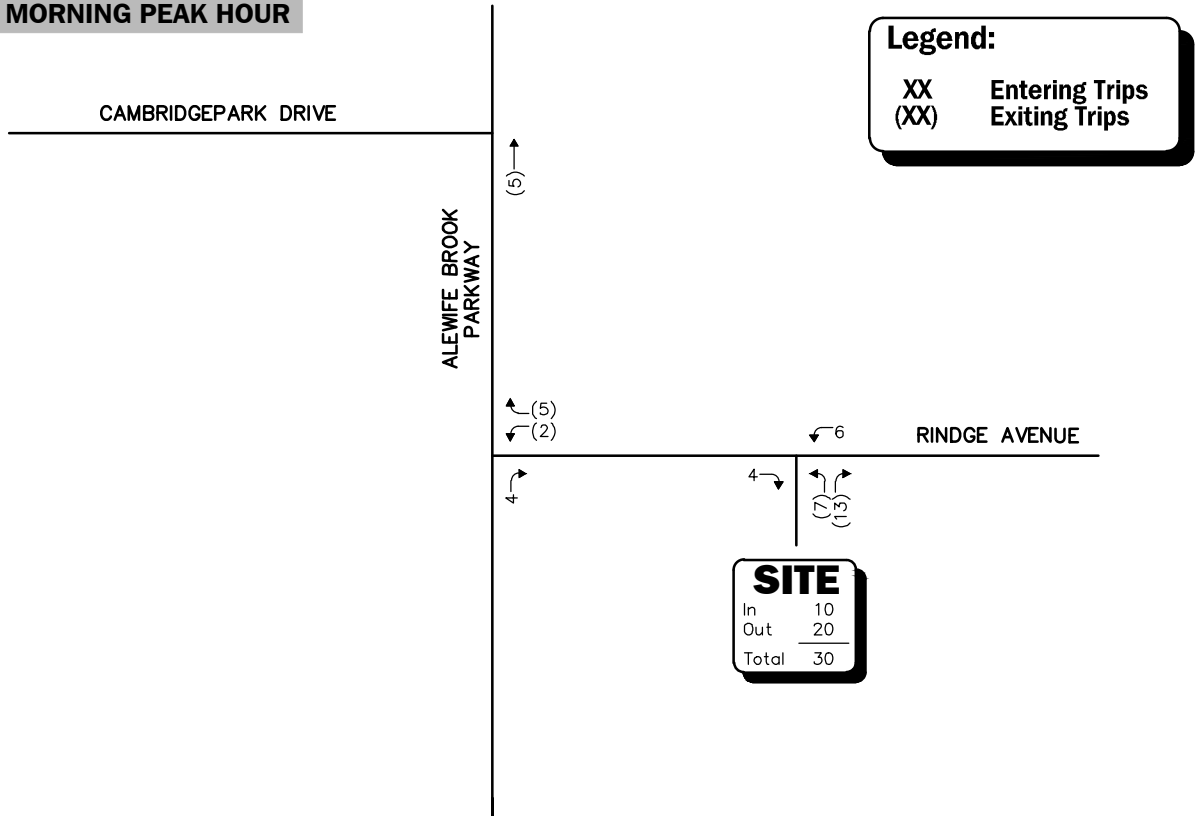 MORNING PEAK HOUR
Legend:
XX Entering Trips
(XX) Exiting Trips
CAMBRIDGEPARK DRIVE
(5)
ALEWIFE BROOK
PARKWAY
(5)
(2)
4
6
RINDGE AVENUE
4
(7)
(13)
SITE
In 10
Out 20
Total 30